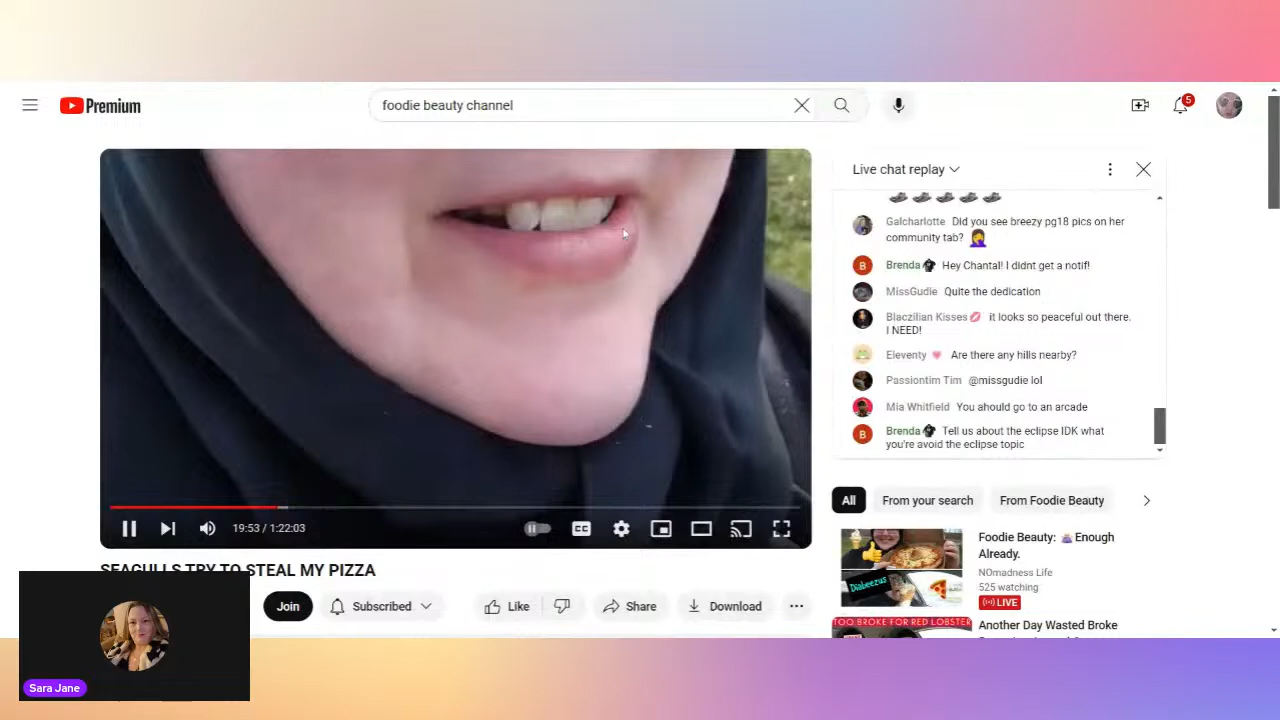 Premium
foodie beauty channel
5
Live chat replay
Galcharlotte Did you see breezy pg18 pics on her
community tab?
B Brenda Hey Chantal! I didnt get a notif!
MissGudie Quite the dedication
Blaczilian Kisses it looks so peaceful out there.
I NEED!
Eleventy Are there any hills nearby?
Passiontim Tim @missgudie lol
Mia Whitfield You ahould go to an arcade
B Brenda Tell us about the eclipse IDK what
you're avoid the eclipse topic
19:53 / 1:22:03
CC
All
From your search
From Foodie Beauty
SEAGULLS TRY TO STEAL MY PIZZA
Join
Subscribed
Like
Share
Download
Diabeezus
Foodie Beauty: Enough
Already.
NOmadness Life
525 watching
LIVE
TOO BROKE FOR RED LOBSTER
Another Day Wasted Broke
Sara Jane